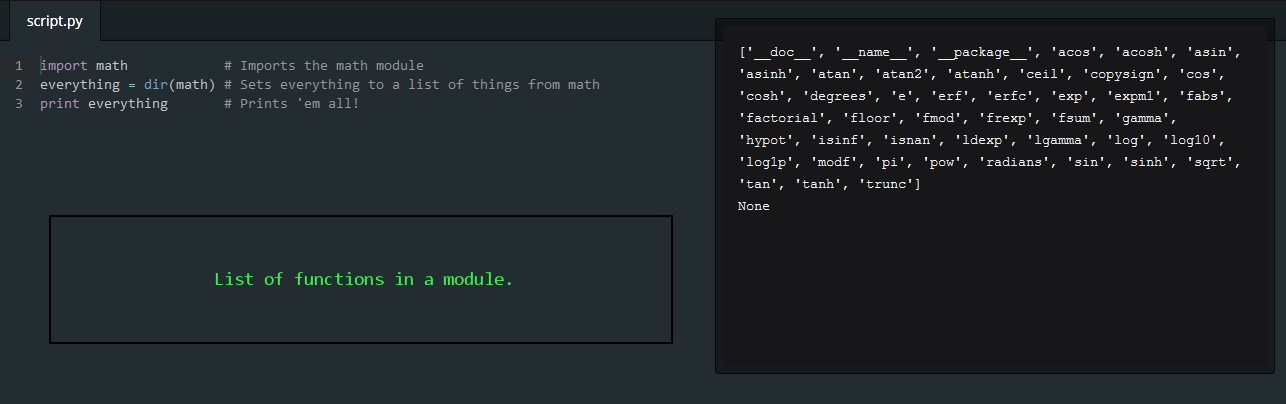 script.py
1 import math # Imports the math module
2 everything = dir(math) # Sets everything to a list of things from math
3 print everything # Prints 'em all!
List of functions in a module.
['__doc__', '__name__', '__package__', 'acos', 'acosh', 'asin',
'asinh', 'atan', 'atan2', 'atanh', 'ceil', 'copysign', 'cos',
'cosh', 'degrees', 'e', 'erf', 'erfc', 'exp', 'expm1', 'fabs',
'factorial', 'floor', 'fmod', 'frexp', 'fsum', 'gamma',
'hypot', 'isinf', 'isnan', 'ldexp', 'lgamma', 'log', 'log10',
'log1p', 'modf', 'pi', 'pow', 'radians', 'sin', 'sinh', 'sqrt',
'tan', 'tanh', 'trunc']
None